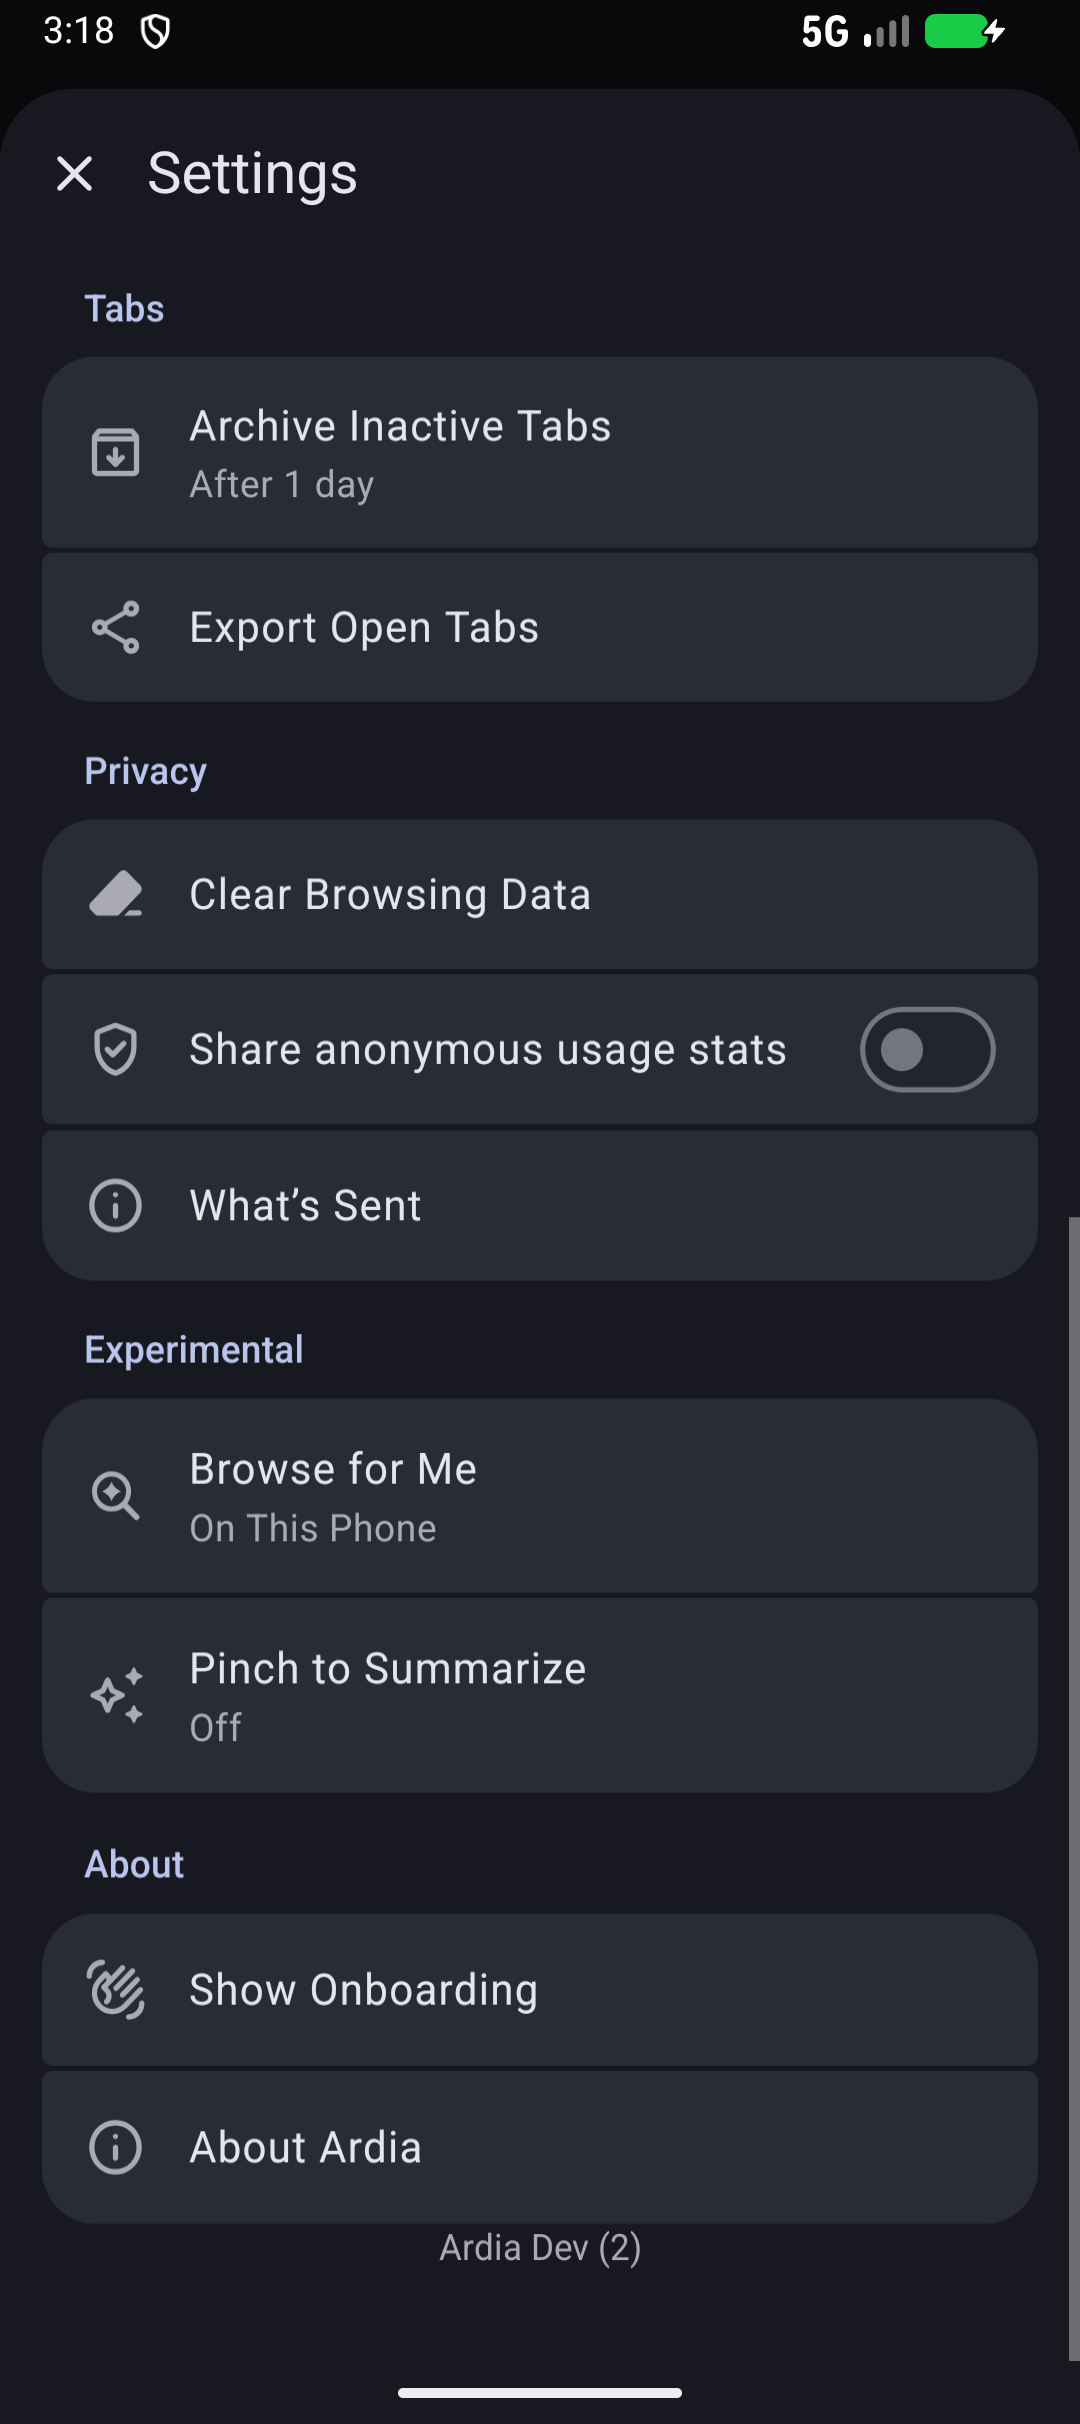 3:18
5G
Settings
Tabs
Archive Inactive Tabs
After 1 day
Export Open Tabs
Privacy
Clear Browsing Data
Share anonymous usage stats
What’s Sent
Experimental
Browse for Me
On This Phone
Pinch to Summarize
Off
About
Show Onboarding
About Ardia
Ardia Dev (2)